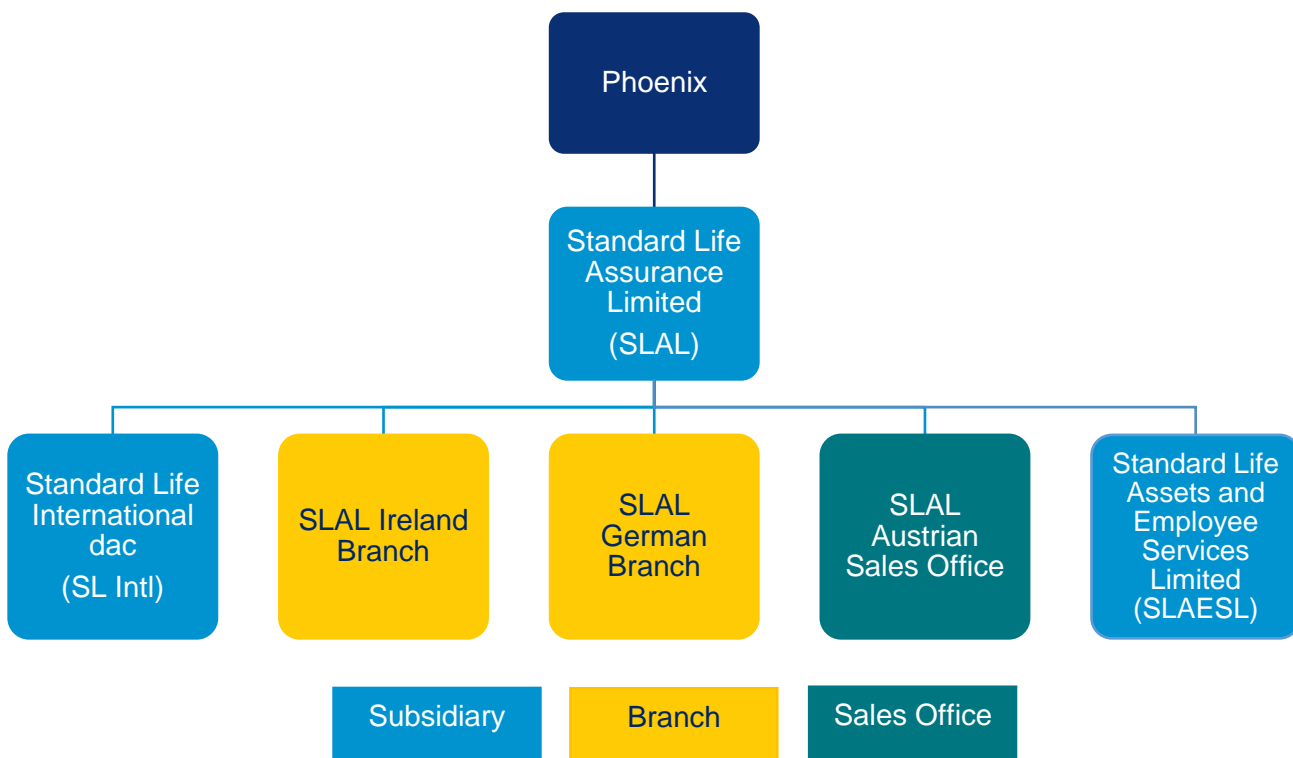 Phoenix
Standard Life
Assurance
Limited
(SLAL)
Standard Life
International
dac
(SL Intl)
SLAL Ireland
Branch
SLAL
German
Branch
SLAL
Austrian
Sales Office
Standard Life
Assets and
Employee
Services
Limited
(SLAESL)
Subsidiary
Branch
Sales Office